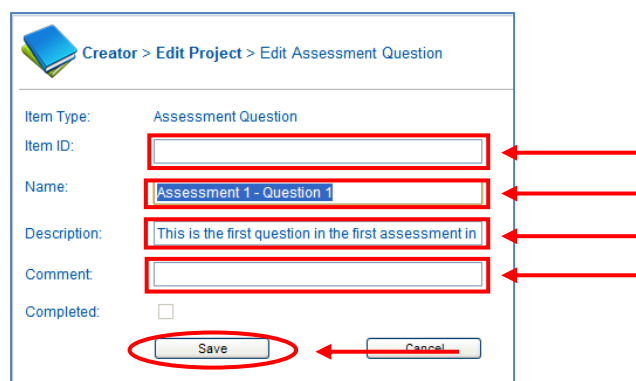 Creator > Edit Project > Edit Assessment Question
Item Type: Assessment Question
Item ID:
Name: Assessment 1 - Question 1
Description: This is the first question in the first assessment in
Comment:
Completed:
Save Cancel